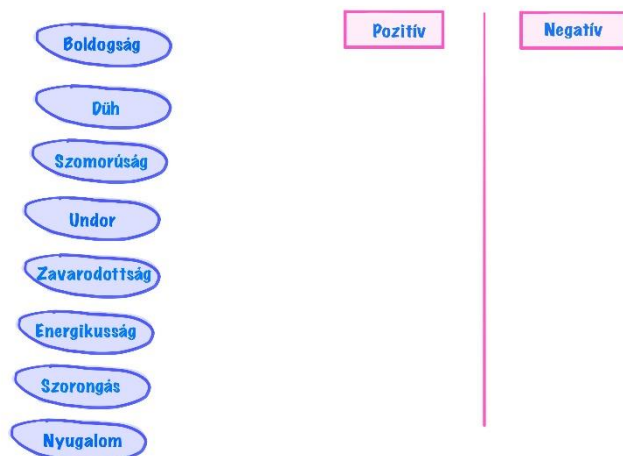 Boldogság
Pozitív
Negatív
Düh
Szomorúság
Undor
Zavarodottság
Energikusság
Szorongás
Nyugalom